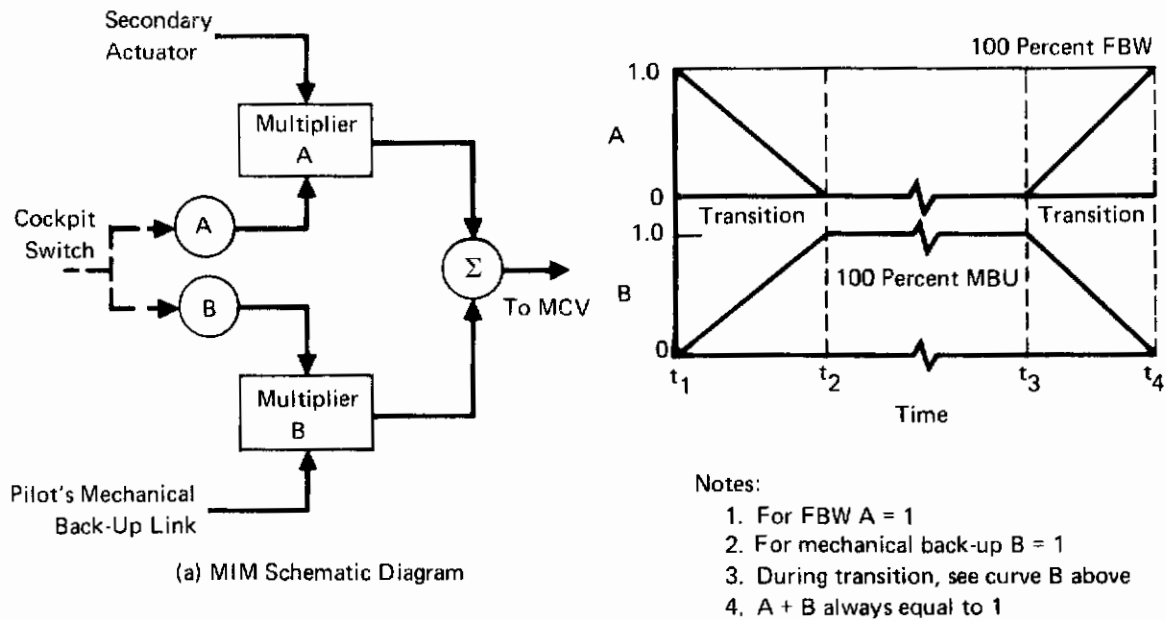 Secondary
Actuator
Multiplier
A
Cockpit
Switch
A
B
Σ
To MCV
Multiplier
B
Pilot's Mechanical
Back-Up Link
(a) MIM Schematic Diagram
100 Percent FBW
1.0
A
0
Transition
Transition
1.0
100 Percent MBU
B
0
t1
t2
t3
t4
Time
Notes:
1. For FBW A = 1
2. For mechanical back-up B = 1
3. During transition, see curve B above
4. A + B always equal to 1